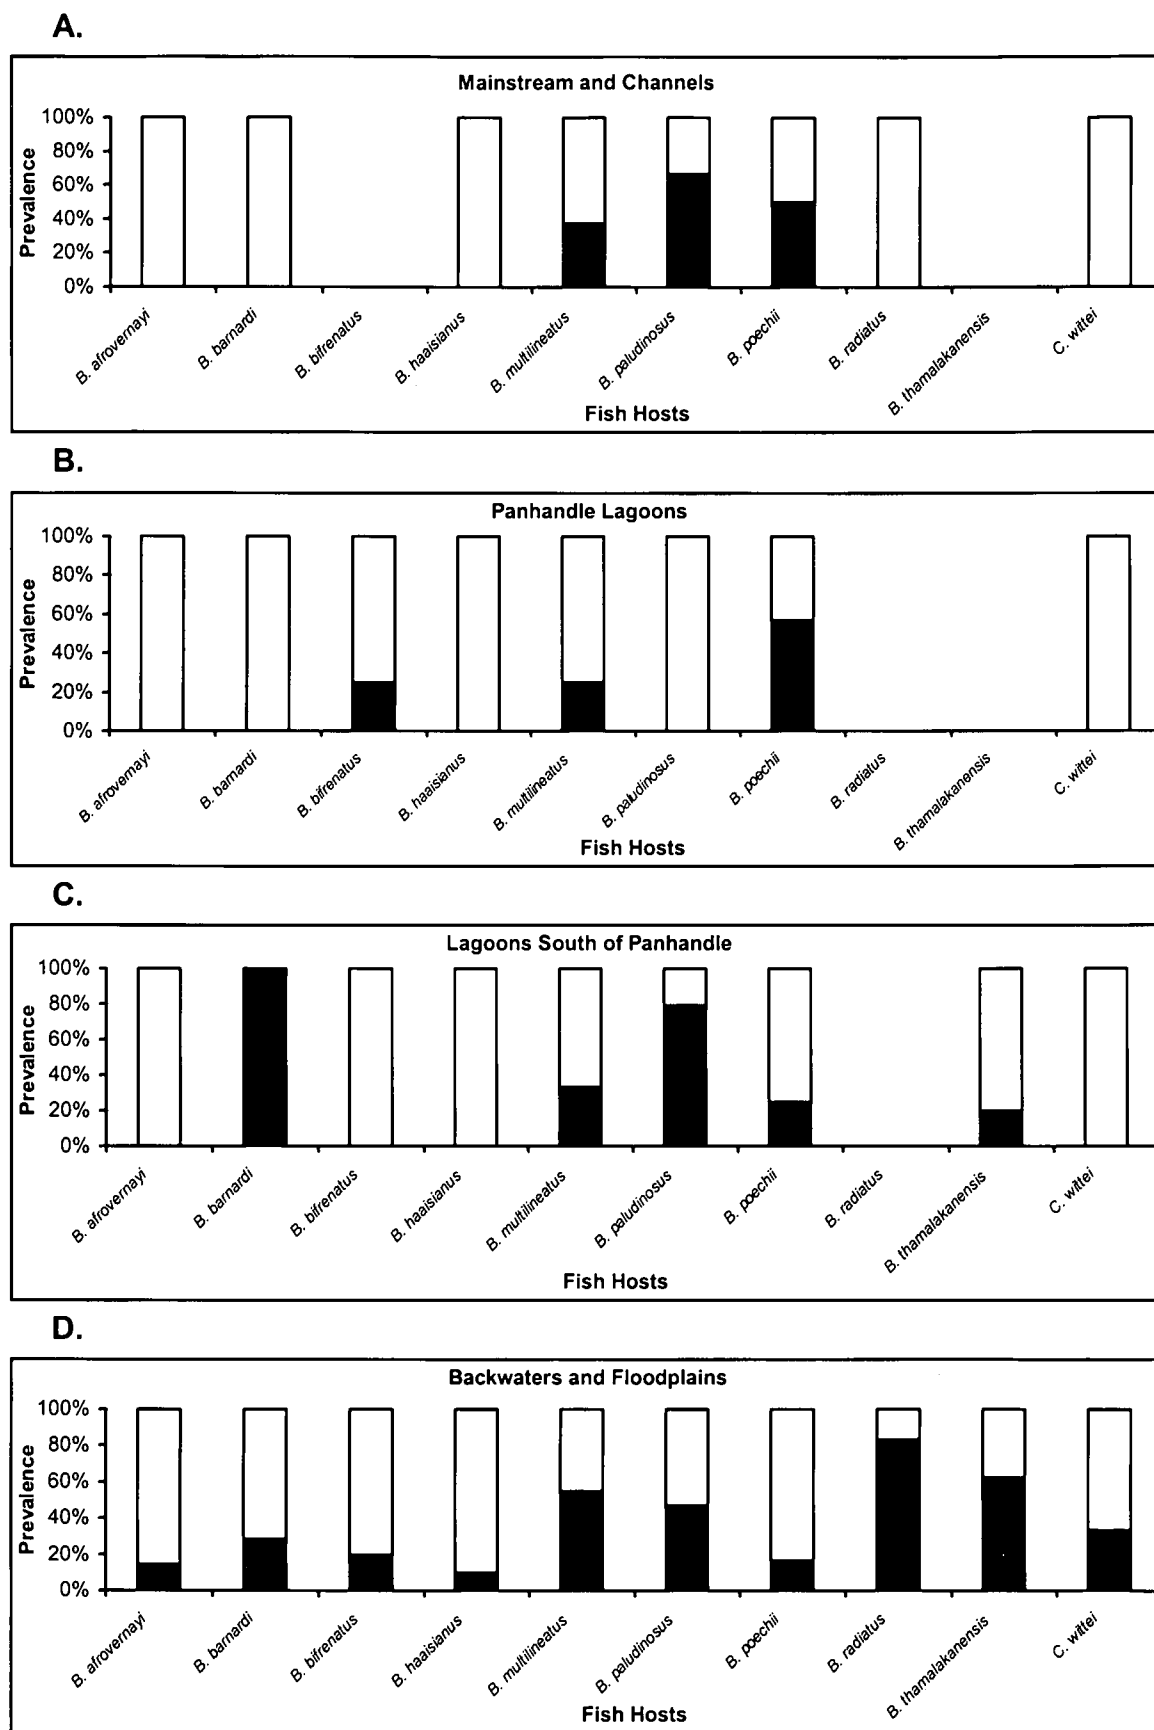 A.
Mainstream and Channels
Prevalence
100%
80%
60%
40%
20%
0%
B. afrovernayi
B. barnardi
B. bifrenatus
B. haaisianus
B. multilineatus
B. paludinosus
B. poechii
B. radiatus
B. thamalakanensis
C. wittei
Fish Hosts
B.
Panhandle Lagoons
Prevalence
100%
80%
60%
40%
20%
0%
B. afrovernayi
B. barnardi
B. bifrenatus
B. haaisianus
B. multilineatus
B. paludinosus
B. poechii
B. radiatus
B. thamalakanensis
C. wittei
Fish Hosts
C.
Lagoons South of Panhandle
Prevalence
100%
80%
60%
40%
20%
0%
B. afrovernayi
B. barnardi
B. bifrenatus
B. haaisianus
B. multilineatus
B. paludinosus
B. poechii
B. radiatus
B. thamalakanensis
C. wittei
Fish Hosts
D.
Backwaters and Floodplains
Prevalence
100%
80%
60%
40%
20%
0%
B. afrovernayi
B. barnardi
B. bifrenatus
B. haaisianus
B. multilineatus
B. paludinosus
B. poechii
B. radiatus
B. thamalakanensis
C. wittei
Fish Hosts